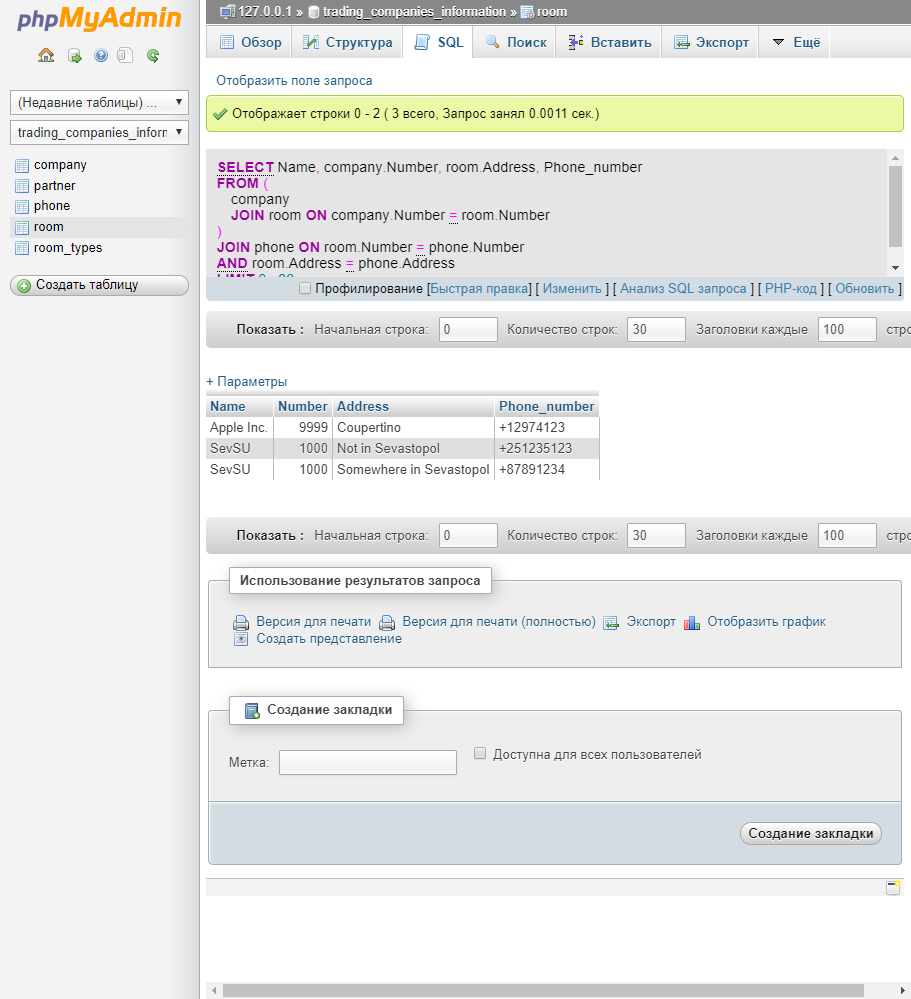 phpMyAdmin
(Недавние таблицы) ...
trading_companies_inforn
company
partner
phone
room
room_types
Создать таблицу
127.0.0.1 » trading_companies_information » room
Обзор Структура SQL Поиск Вставить Экспорт Ещё
Отобразить поле запроса
Отображает строки 0 - 2 ( 3 всего, Запрос занял 0.0011 сек.)
SELECT Name, company.Number, room.Address, Phone_number
FROM (
company
JOIN room ON company.Number = room.Number
)
JOIN phone ON room.Number = phone.Number
AND room.Address = phone.Address
Профилирование [Быстрая правка] [ Изменить ] [ Анализ SQL запроса ] [ PHP-код ] [ Обновить ]
Показать : Начальная строка: 0 Количество строк: 30 Заголовки каждые 100 стро
+ Параметры
Name Number Address Phone_number
Apple Inc. 9999 Coupertino +12974123
SevSU 1000 Not in Sevastopol +251235123
SevSU 1000 Somewhere in Sevastopol +87891234
Показать : Начальная строка: 0 Количество строк: 30 Заголовки каждые 100 стро
Использование результатов запроса
Версия для печати Версия для печати (полностью) Экспорт Отобразить график
Создать представление
Создание закладки
Метка: Доступна для всех пользователей
Создание закладки